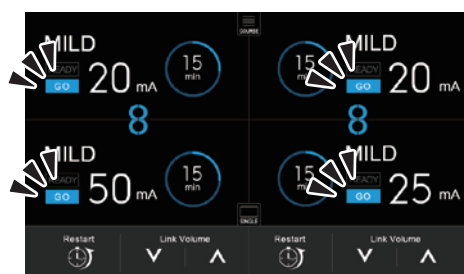 MILD
READY
GO
20 mA
15
min
8
MILD
READY
GO
50 mA
15
min
COURSE
SINGLE
15
min
MILD
READY
GO
20 mA
8
15
min
MILD
READY
GO
25 mA
Restart
Link Volume
Restart
Link Volume